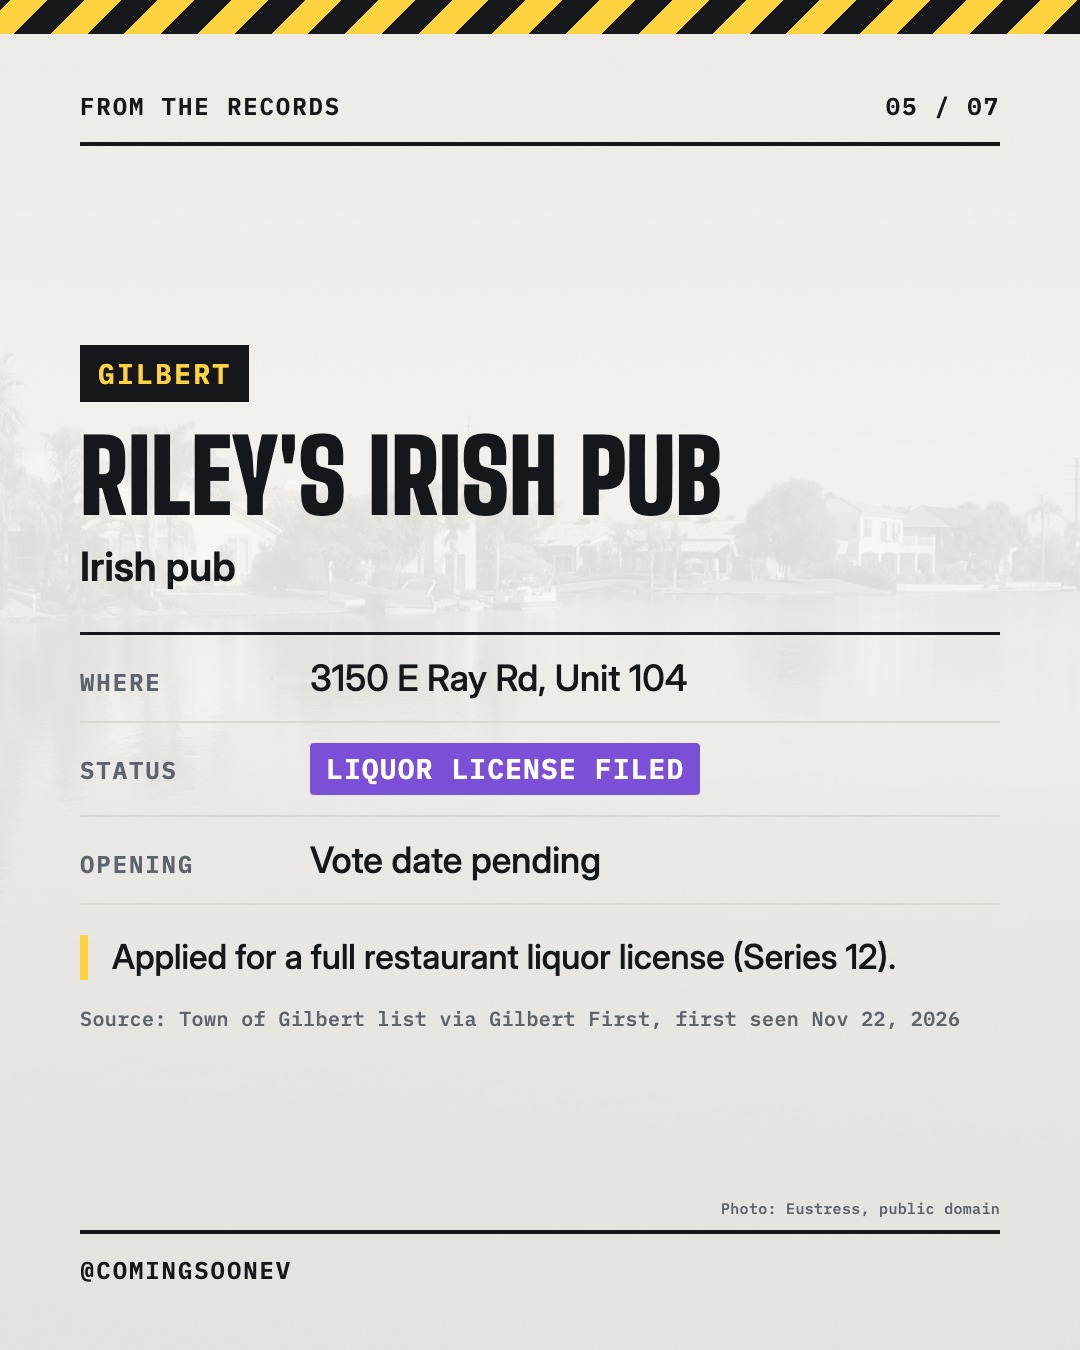 FROM THE RECORDS
05 / 07
GILBERT
RILEY'S IRISH PUB
Irish pub
WHERE
3150 E Ray Rd, Unit 104
STATUS
LIQUOR LICENSE FILED
OPENING
Vote date pending
Applied for a full restaurant liquor license (Series 12).
Source: Town of Gilbert list via Gilbert First, first seen Nov 22, 2026
Photo: Eustress, public domain
@COMINGSOONEV